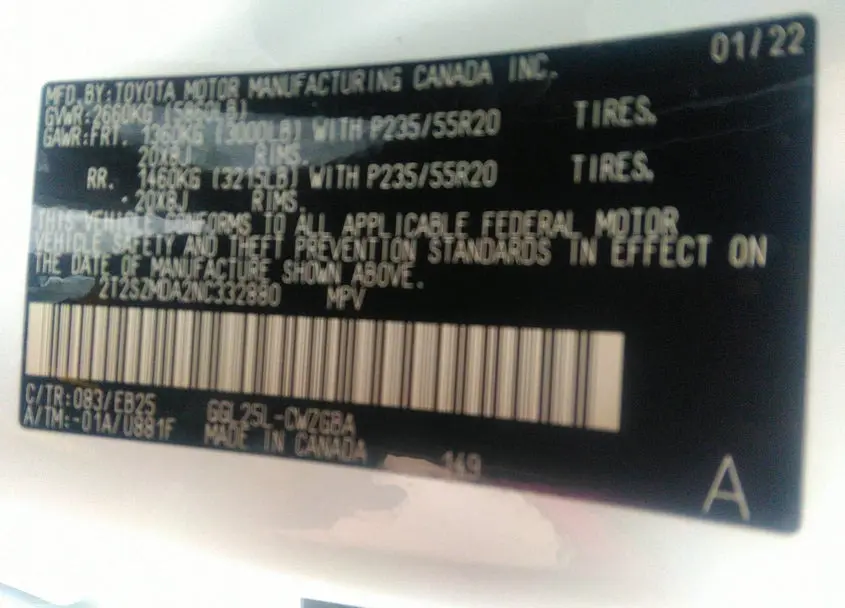 01/22
MFD. BY: TOYOTA MOTOR MANUFACTURING CANADA INC.
GVWR: 2660KG (5860LB)
GAWR: FRT. 1360KG (3000LB) WITH P235/55R20 TIRES.
20X8J RIMS.
RR. 1460KG (3215LB) WITH P235/55R20 TIRES.
20X8J RIMS.
THIS VEHICLE CONFORMS TO ALL APPLICABLE FEDERAL MOTOR
VEHICLE SAFETY AND THEFT PREVENTION STANDARDS IN EFFECT ON
THE DATE OF MANUFACTURE SHOWN ABOVE.
2T2SZMDA2NC332880 MPV
C/TR: 083/EB25 GGL25L-CWZGBA
A/TM:-01A/U881F MADE IN CANADA
149
A